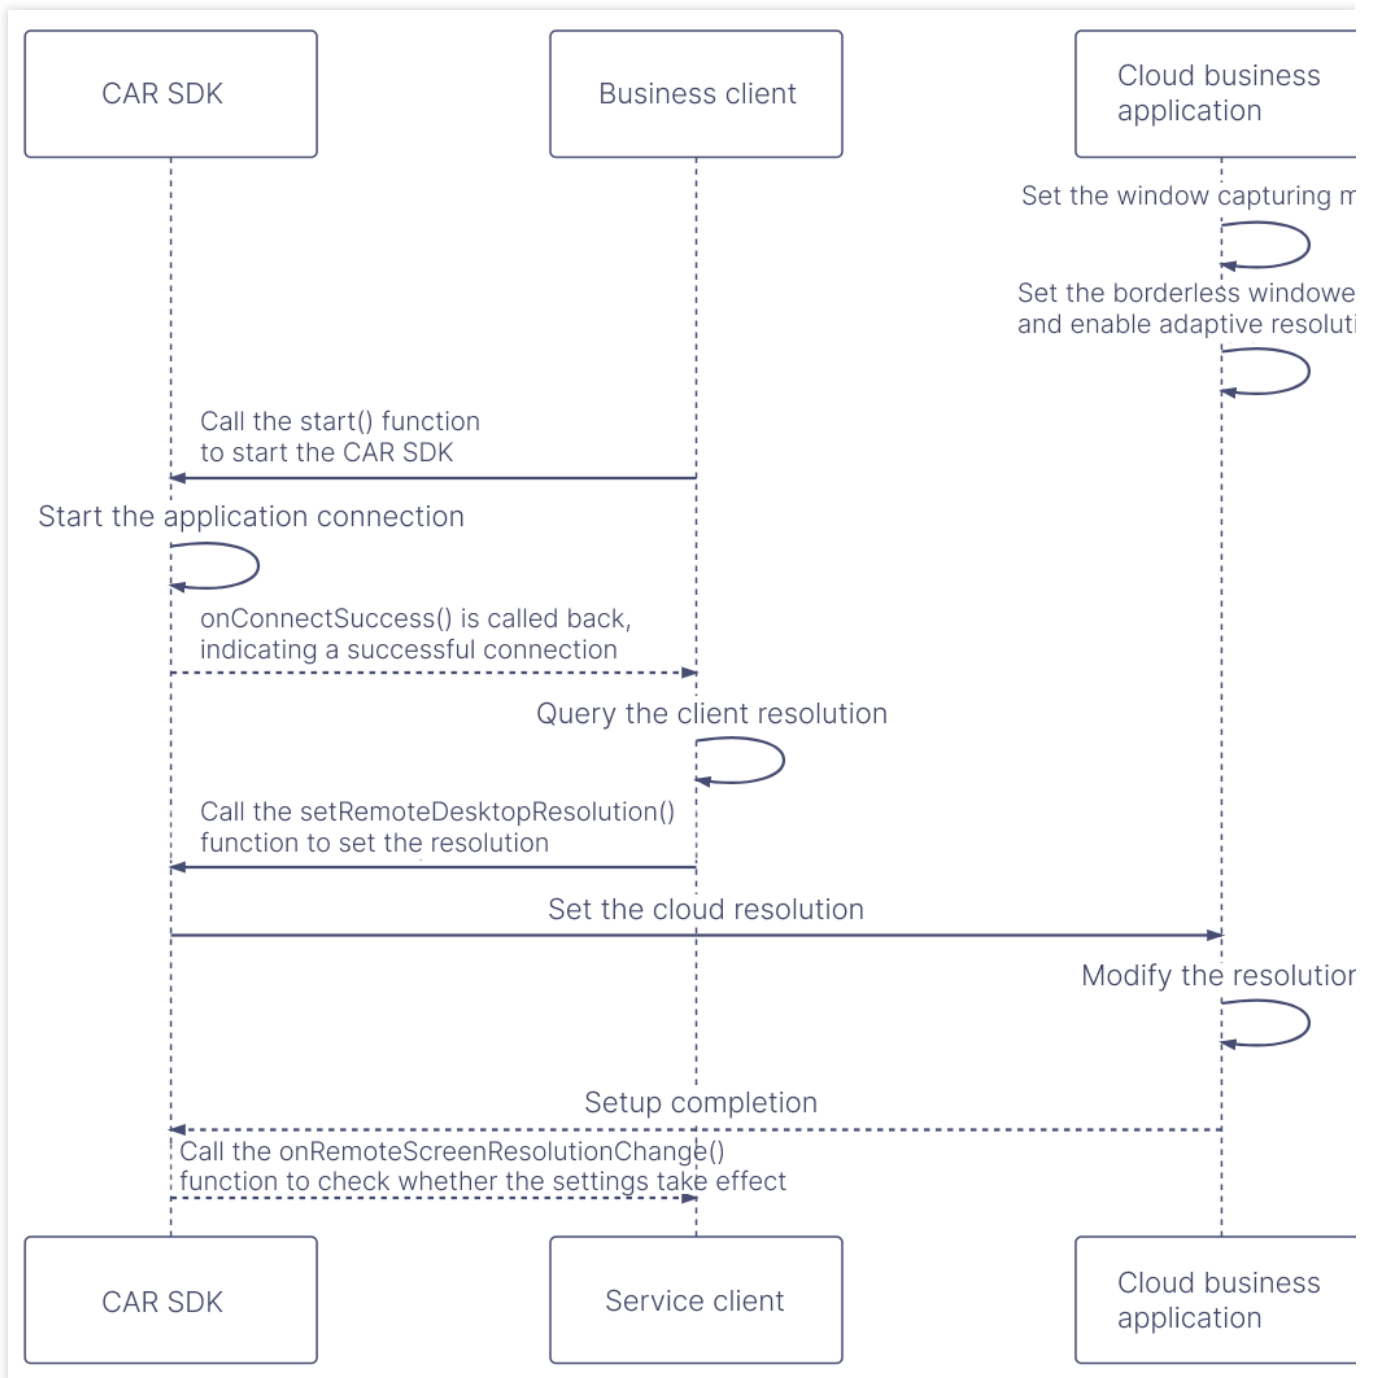 CAR SDK
Business client
Cloud business
application
Set the window capturing
Set the borderless
and enable adaptive
Call the start() function
to start the CAR SDK
Start the application connection
onConnectSuccess() is called back,
indicating a successful connection
Query the client resolution
Call the setRemoteDesktopResolution()
function to set the resolution
Set the cloud resolution
Modify the
Setup completion
Call the onRemoteScreenResolutionChange()
function to check whether the settings take effect
CAR SDK
Service client
Cloud business
application